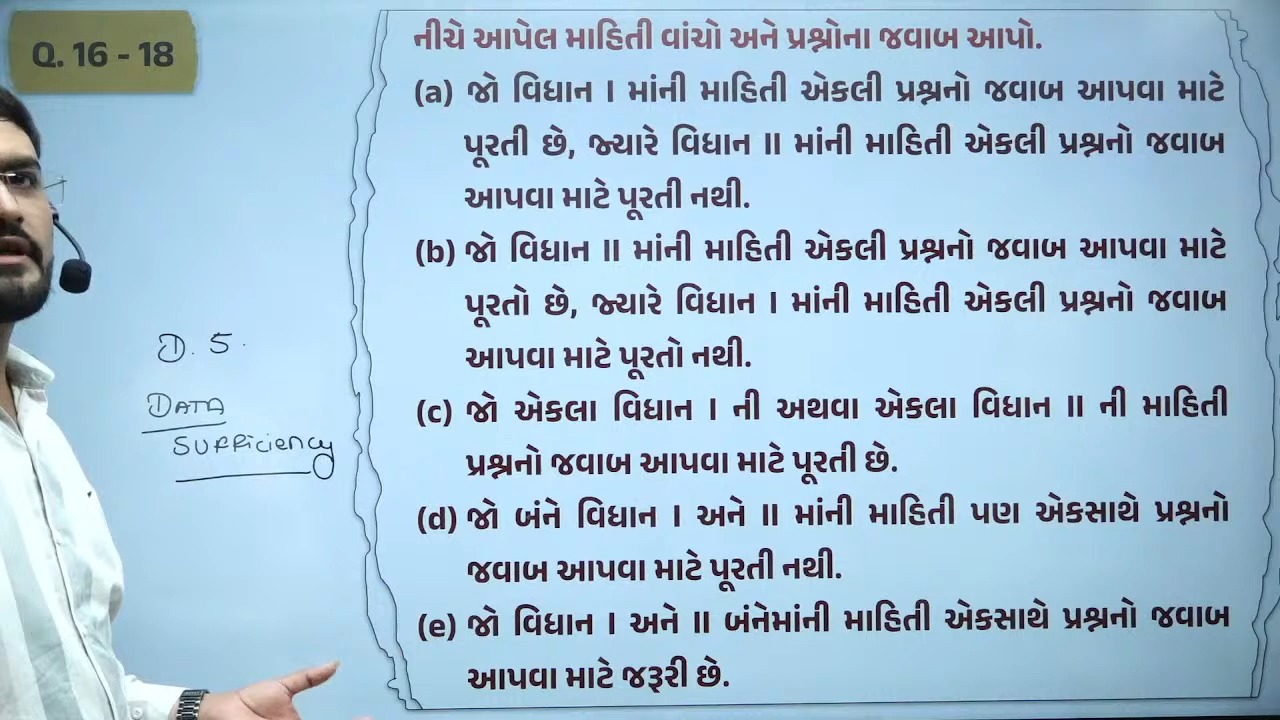 Q. 16 - 18
નીચે આપેલ માહિતી વાંચો અને પ્રશ્નોના જવાબ આપો.
(a) જો વિધાન I માંની માહિતી એકલી પ્રશ્નનો જવાબ આપવા માટે
પૂરતી છે, જ્યારે વિધાન II માંની માહિતી એકલી પ્રશ્નનો જવાબ
આપવા માટે પૂરતી નથી.
(b) જો વિધાન II માંની માહિતી એકલી પ્રશ્નનો જવાબ આપવા માટે
પૂરતો છે, જ્યારે વિધાન I માંની માહિતી એકલી પ્રશ્નનો જવાબ
આપવા માટે પૂરતો નથી.
(c) જો એકલા વિધાન I ની અથવા એકલા વિધાન II ની માહિતી
પ્રશ્નનો જવાબ આપવા માટે પૂરતી છે.
(d) જો બંને વિધાન I અને II માંની માહિતી પણ એકસાથે પ્રશ્નનો
જવાબ આપવા માટે પૂરતી નથી.
(e) જો વિધાન I અને II બંનેમાંની માહિતી એકસાથે પ્રશ્નનો જવાબ
આપવા માટે જરૂરી છે.
D. S.
DATA
SUFFiciency